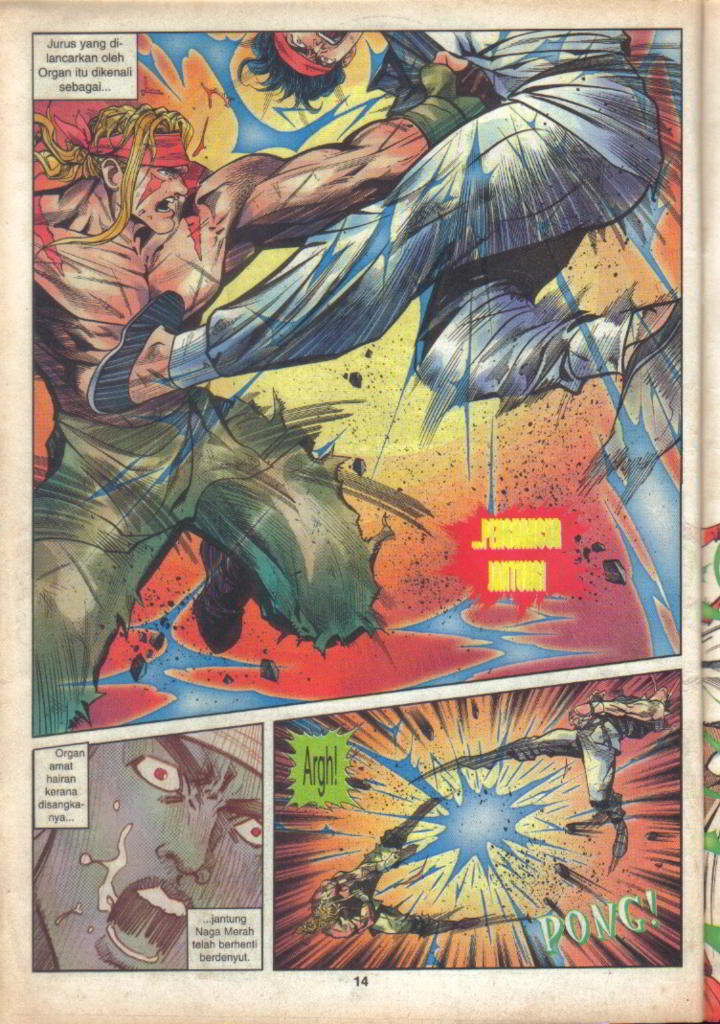 Jurus yang di-
lancarkan oleh
Organ itu dikenali
sebagai...
JANTUNG!
Organ
amat
hairan
kerana
disangka-
nya...
...jantung
Naga Merah
telah berhenti
berdenyut.
Argh!
PONG!
14